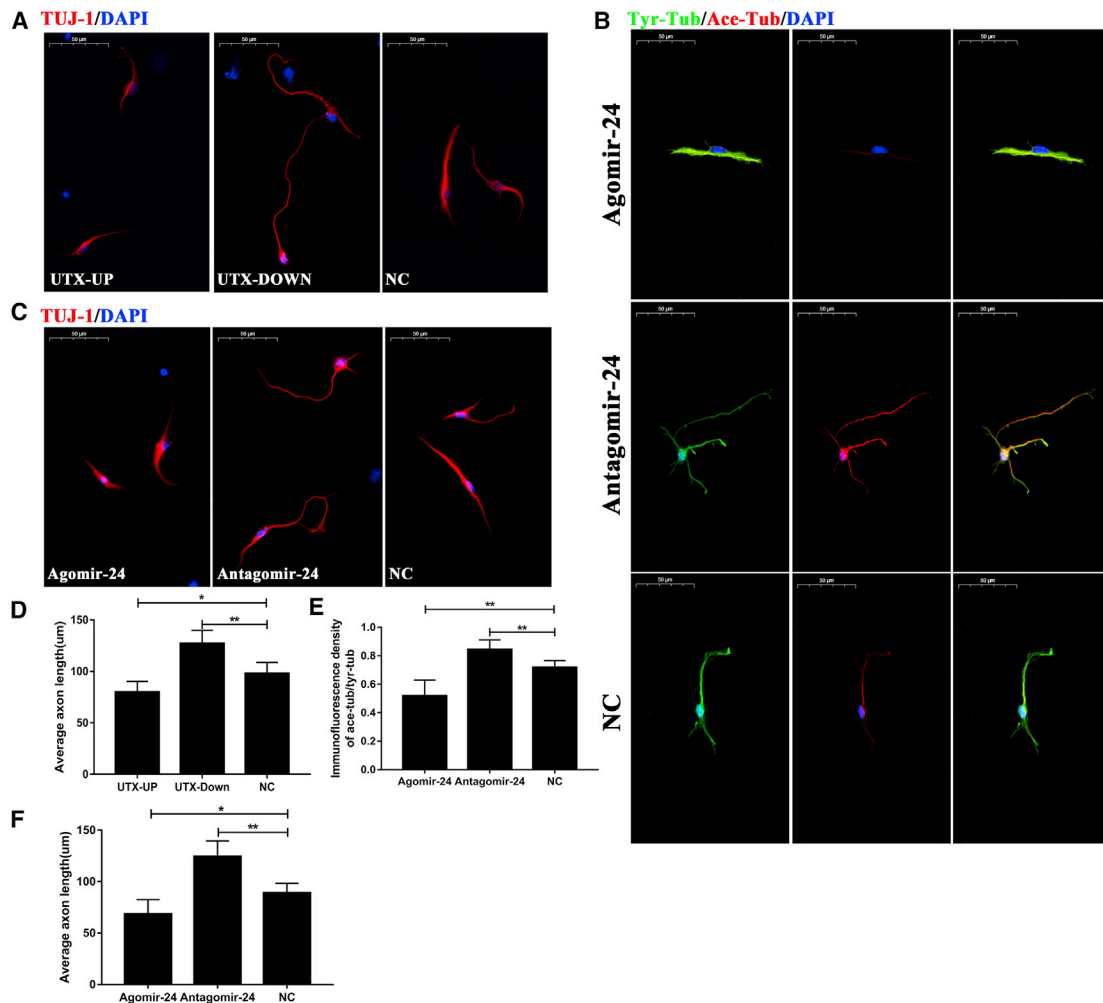 A TUJ-1/DAPI
50 µm
50 µm
50 µm
UTX-UP
UTX-DOWN
NC
B Tyr-Tub/Ace-Tub/DAPI
50 µm
50 µm
50 µm
Agomir-24
50 µm
50 µm
50 µm
Antagomir-24
50 µm
50 µm
50 µm
NC
C TUJ-1/DAPI
50 µm
50 µm
50 µm
Agomir-24
Antagomir-24
NC
D
Average axon length(um)
150
100
50
0
*
**
UTX-UP
UTX-Down
NC
E
Immunofluorescence density
of ace-tub/tyr-tub
1.0
0.8
0.6
0.4
0.2
0.0
**
**
Agomir-24
Antagomir-24
NC
F
Average axon length(um)
150
100
50
0
*
**
Agomir-24
Antagomir-24
NC